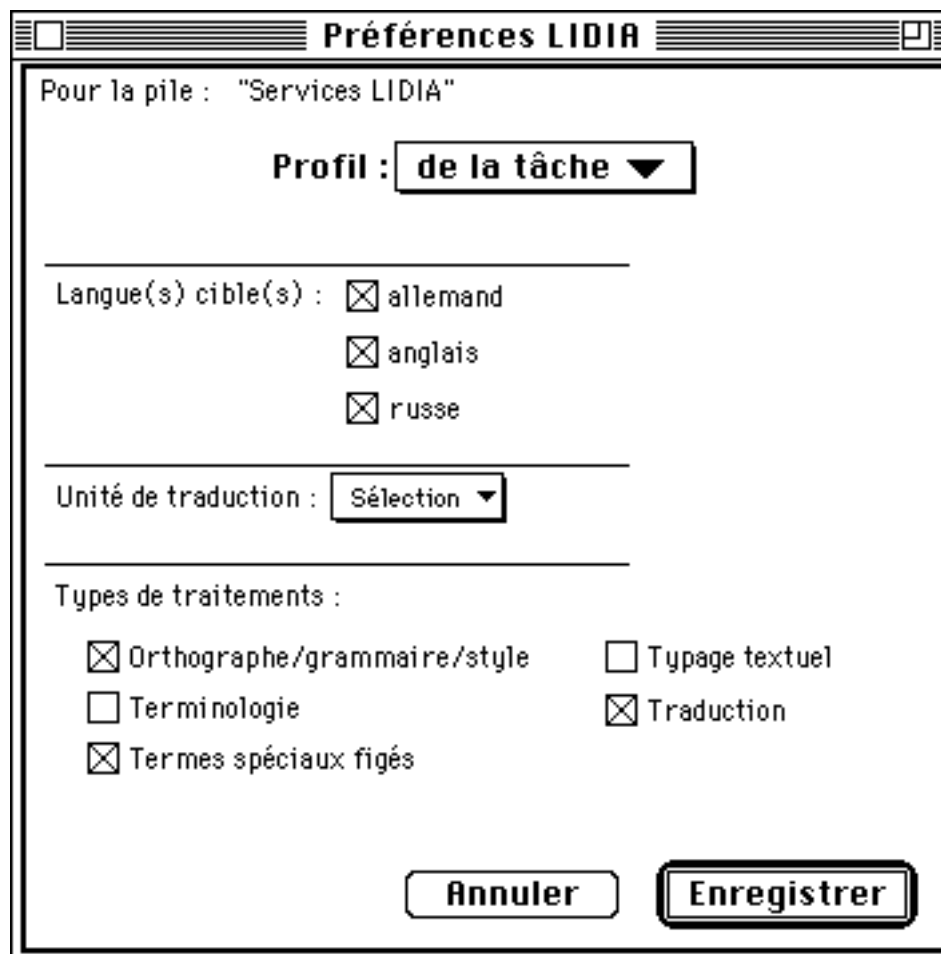 Préférences LIDIA
Pour la pile : "Services LIDIA"
Profil : de la tâche
Langue(s) cible(s) : allemand
anglais
russe
Unité de traduction : Sélection
Types de traitements :
Orthographe/grammaire/style Typage textuel
Terminologie Traduction
Termes spéciaux figés
Annuler Enregistrer